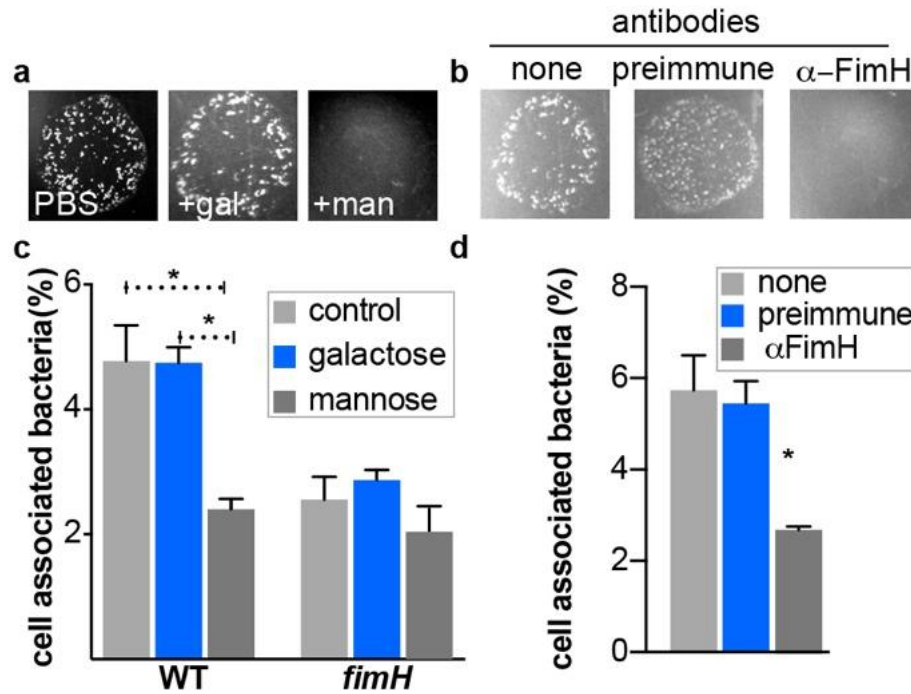 antibodies
a
b
none preimmune α-FimH
PBS +gal +man
c
cell associated bacteria(%)
6
4
2
*
*
control
galactose
mannose
WT fimH
d
cell associated bacteria (%)
8
6
4
2
0
none
preimmune
αFimH
*